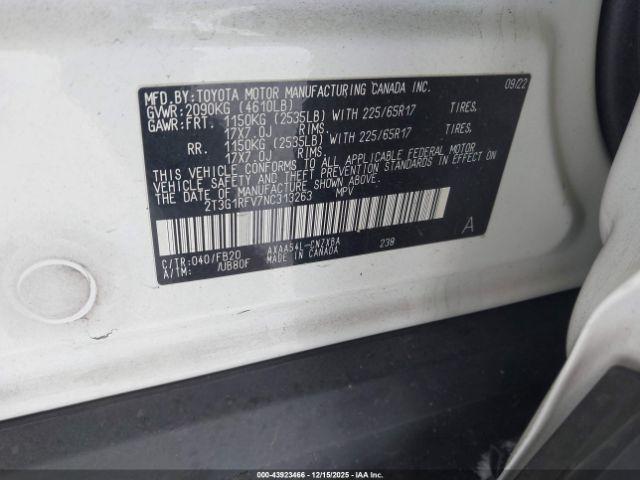 MFD.BY:TOYOTA MOTOR MANUFACTURING CANADA INC. 09/22
GVWR:2090KG (4610LB)
GAWR:FRT. 1150KG (2535LB) WITH 225/65R17 TIRES.
17X7.0J RIMS.
RR. 1150KG (2535LB) WITH 225/65R17 TIRES.
17X7.0J RIMS.
THIS VEHICLE CONFORMS TO ALL APPLICABLE FEDERAL MOTOR
VEHICLE SAFETY AND THEFT PREVENTION STANDARDS IN EFFECT ON
THE DATE OF MANUFACTURE SHOWN ABOVE.
2T3G1RFV7NC313263 MPV
A
C/TR:040/FB20 AXAA54L-CNZXBA 239
A/TM: /UB80F MADE IN CANADA
000-43923466 - 12/15/2025 - IAA Inc.